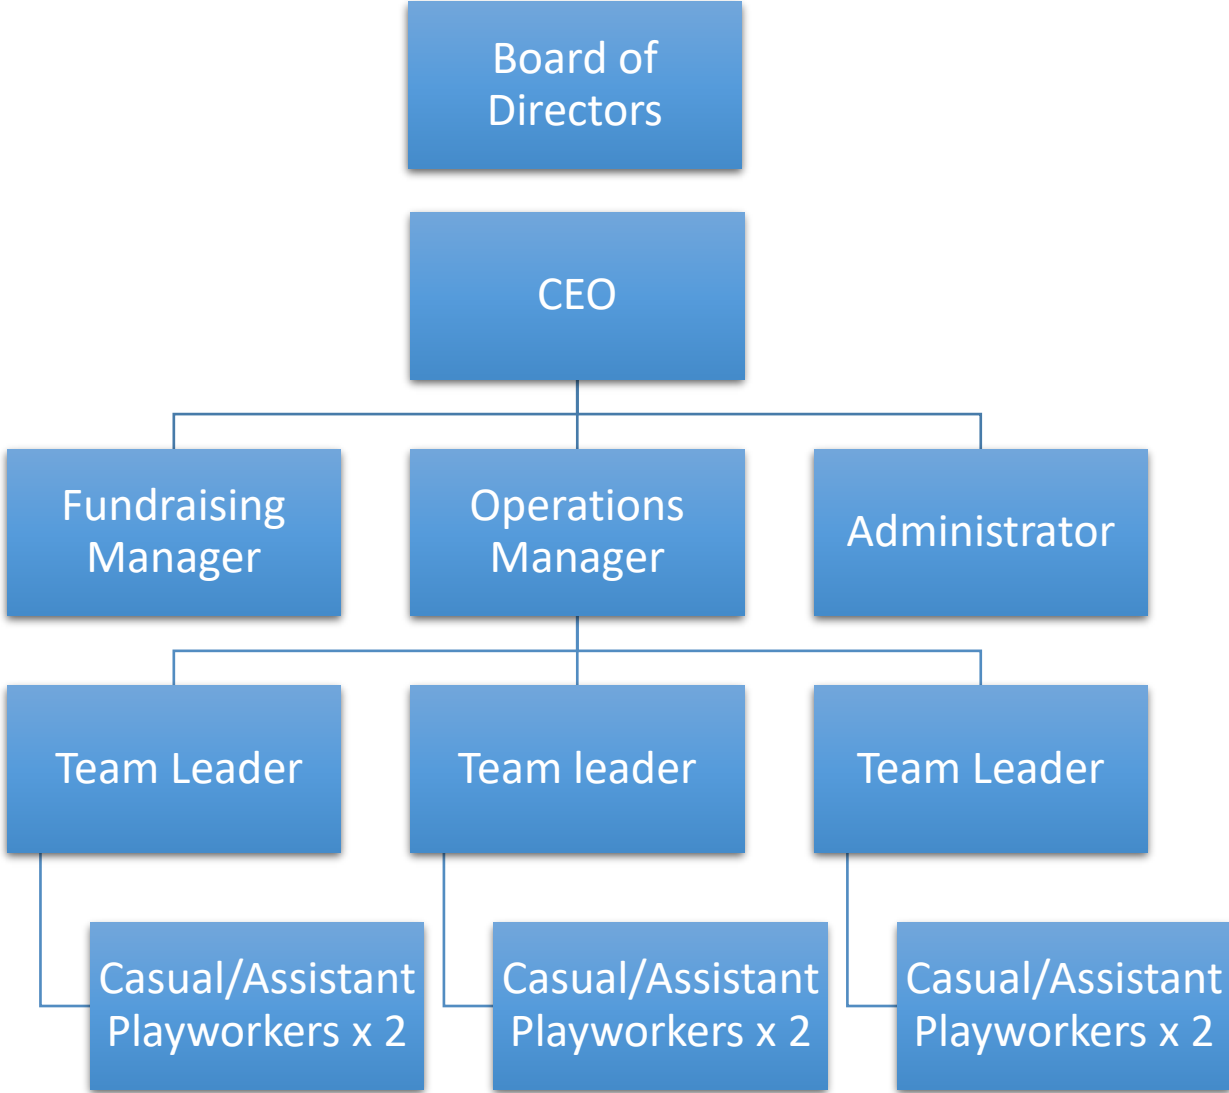 Board of
Directors
CEO
Fundraising
Manager
Operations
Manager
Administrator
Team Leader
Team leader
Team Leader
Casual/Assistant
Playworkers x 2
Casual/Assistant
Playworkers x 2
Casual/Assistant
Playworkers x 2